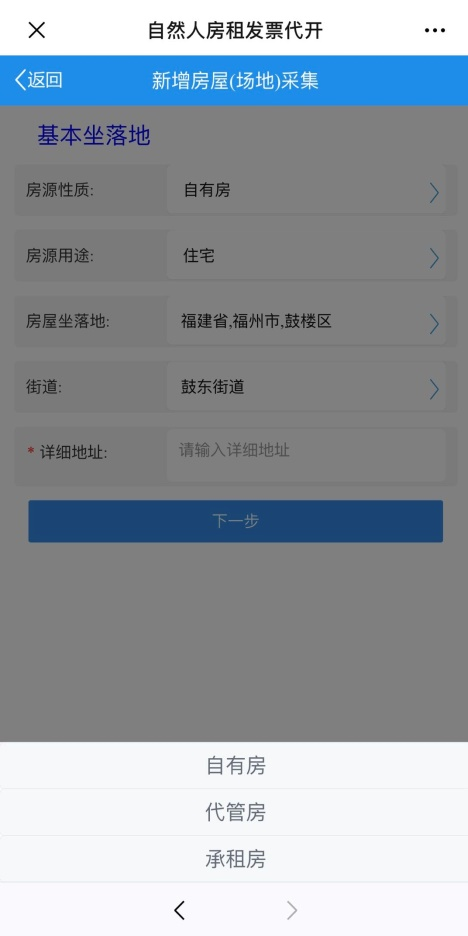 自然人房租发票代开
返回
新增房屋(场地)采集
基本坐落地
房源性质: 自有房
房源用途: 住宅
房屋坐落地: 福建省,福州市,鼓楼区
街道: 鼓东街道
* 详细地址: 请输入详细地址
下一步
自有房
代管房
承租房